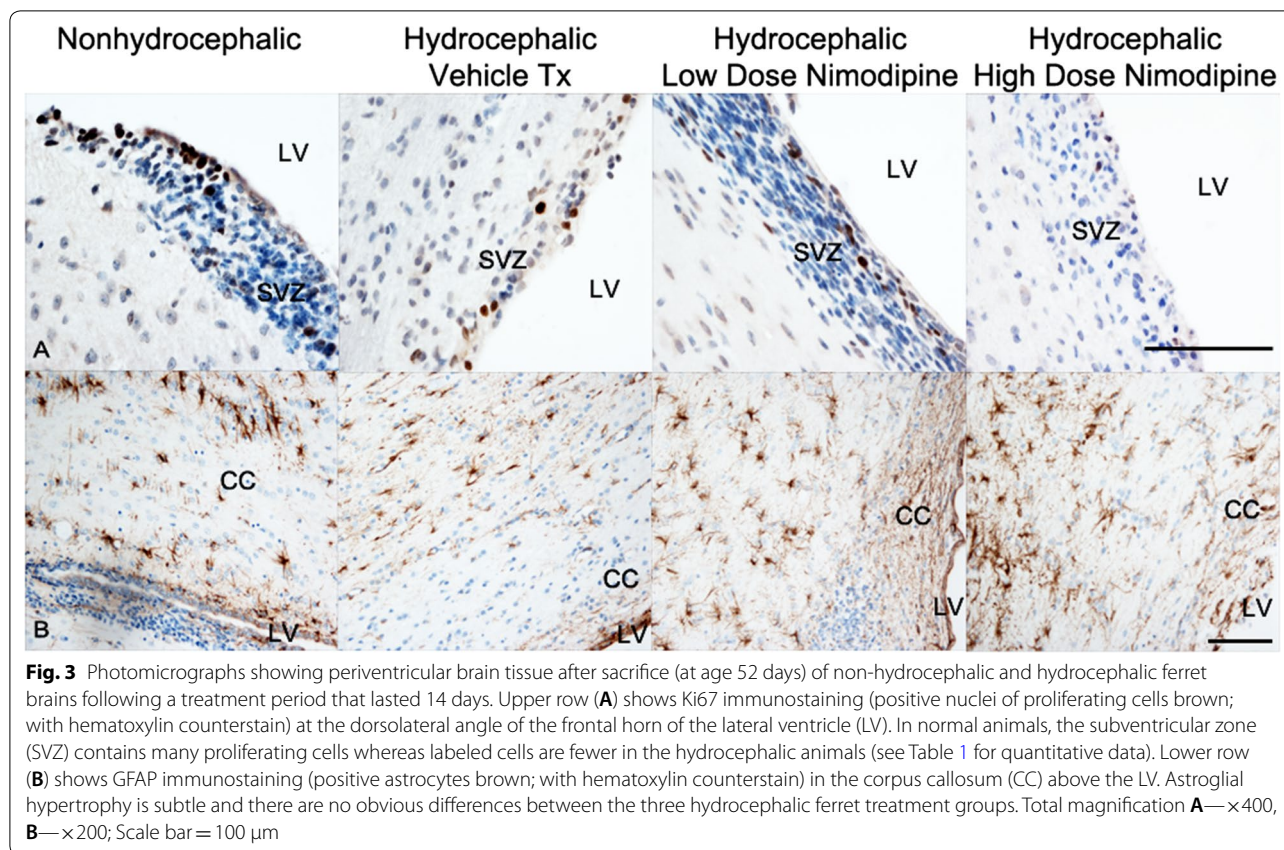 Nonhydrocephalic
Hydrocephalic
Vehicle Tx
Hydrocephalic
Low Dose Nimodipine
Hydrocephalic
High Dose Nimodipine
LV
SVZ
A
SVZ
LV
LV
SVZ
LV
SVZ
CC
LV
B
CC
LV
CC
LV
CC
LV
Fig. 3 Photomicrographs showing periventricular brain tissue after sacrifice (at age 52 days) of non-hydrocephalic and hydrocephalic ferret
brains following a treatment period that lasted 14 days. Upper row (A) shows Ki67 immunostaining (positive nuclei of proliferating cells brown;
with hematoxylin counterstain) at the dorsolateral angle of the frontal horn of the lateral ventricle (LV). In normal animals, the subventricular zone
(SVZ) contains many proliferating cells whereas labeled cells are fewer in the hydrocephalic animals (see Table 1 for quantitative data). Lower row
(B) shows GFAP immunostaining (positive astrocytes brown; with hematoxylin counterstain) in the corpus callosum (CC) above the LV. Astroglial
hypertrophy is subtle and there are no obvious differences between the three hydrocephalic ferret treatment groups. Total magnification A—×400,
B—×200; Scale bar = 100 μm